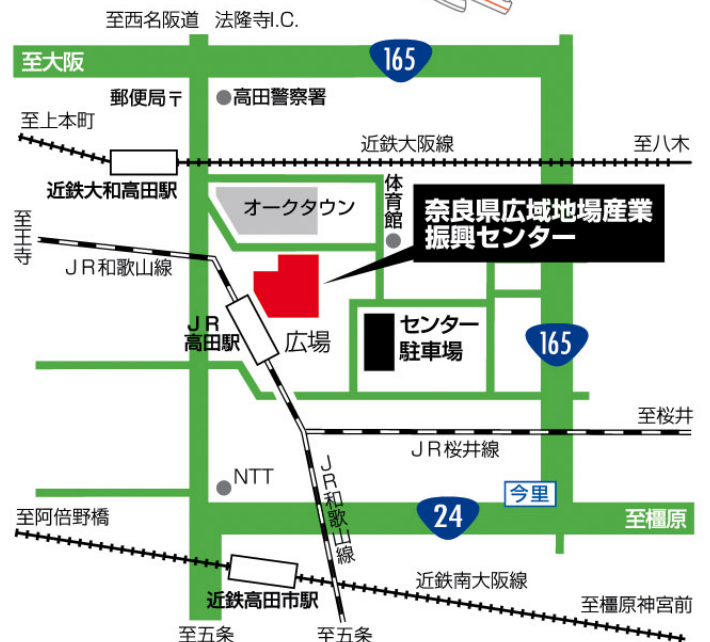 至西名阪道 法隆寺I.C.
至大阪
165
郵便局〒
高田警察署
至上本町
近鉄大阪線
至八木
近鉄大和高田駅
オークタウン
体育館
奈良県広域地場産業
振興センター
至王寺
JR和歌山線
JR
高田駅
広場
センター
駐車場
165
至桜井
JR桜井線
NTT
JR和歌山線
今里
24
至橿原
至阿倍野橋
近鉄南大阪線
近鉄高田市駅
至橿原神宮前
至五条
至五条